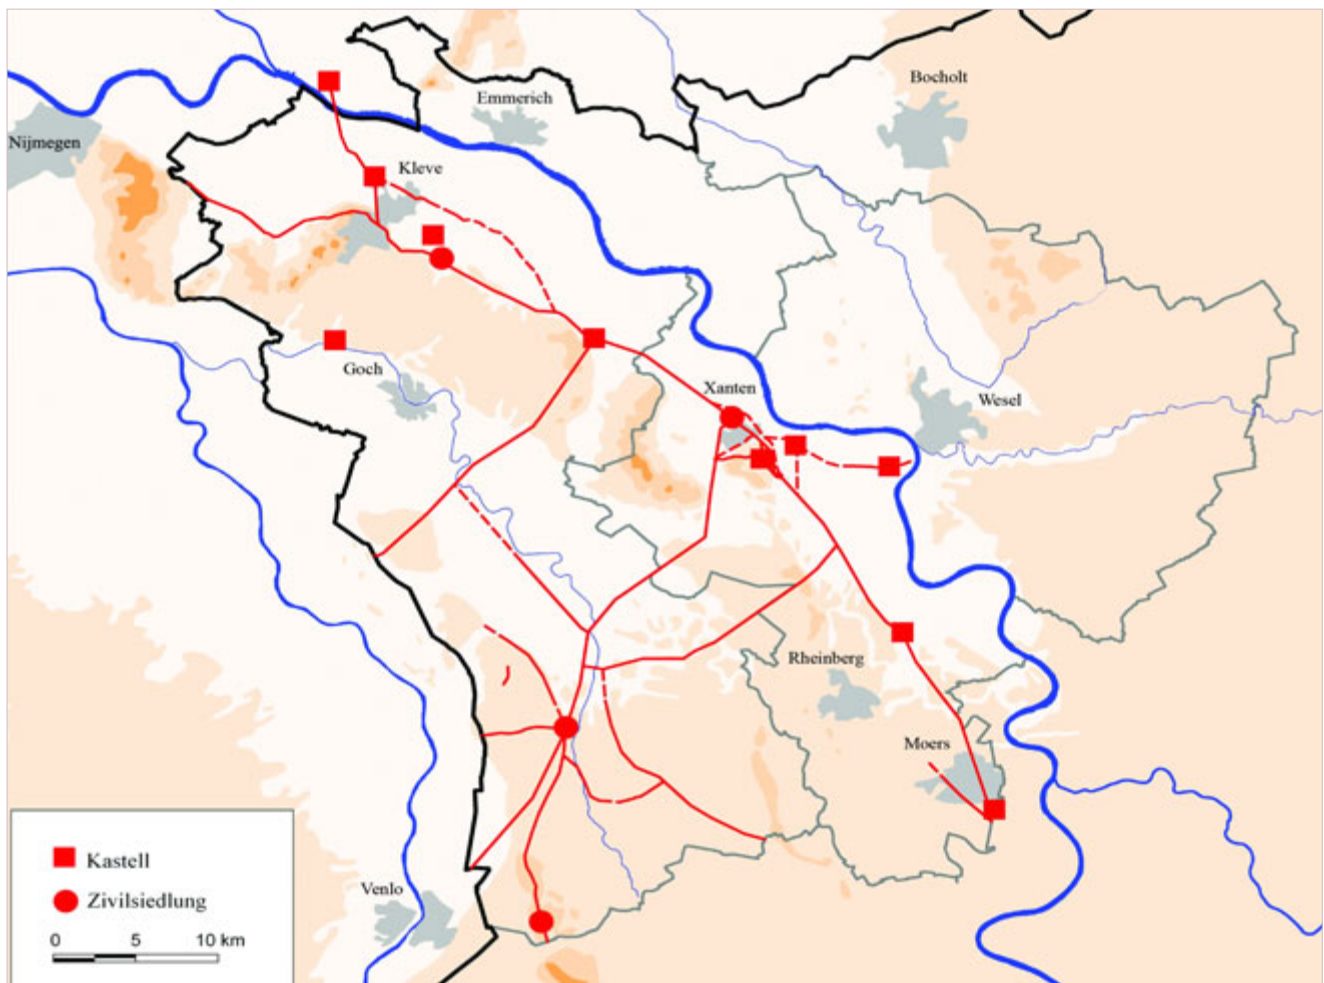 Bocholt
Emmerich
Nijmegen
Kleve
Goch
Xanten
Wesel
Rheinberg
Moers
Venlo
Kastell
Zivilsiedlung
0 5 10 km